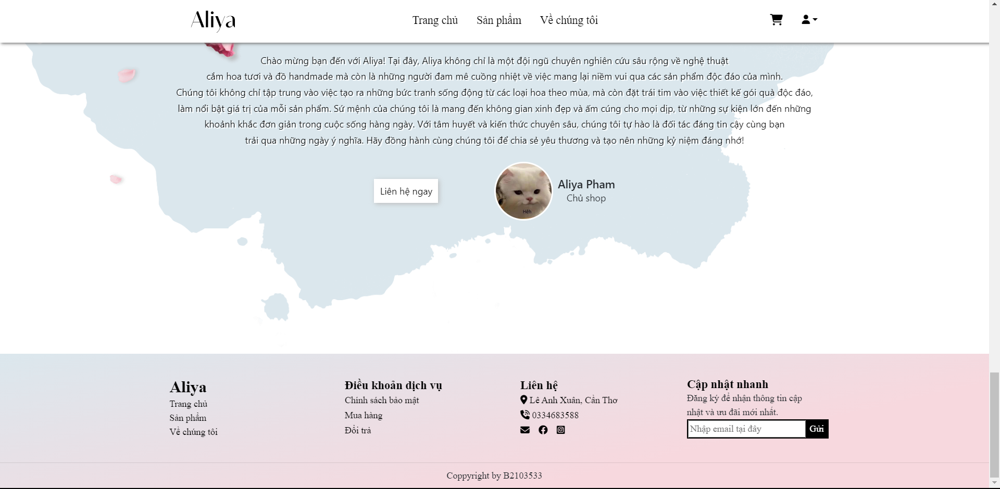 Aliya
Trang chủ
Sản phẩm
Về chúng tôi
Chào mừng bạn đến với Aliya! Tại đây, Aliya không chỉ là một đội ngũ chuyên nghiên cứu sâu rộng về nghệ thuật
cắm hoa tươi và đồ handmade mà còn là những người đam mê cuồng nhiệt về việc mang lại niềm vui qua các sản phẩm độc đáo của mình.
Chúng tôi không chỉ tập trung vào việc tạo ra những bức tranh sống động từ các loại hoa theo mùa, mà còn đặt trái tim vào việc thiết kế gói quà độc đáo,
làm nổi bật giá trị của mỗi sản phẩm. Sứ mệnh của chúng tôi là mang đến không gian xinh đẹp và ấm cúng cho mọi dịp, từ những sự kiện lớn đến những
khoảnh khắc đơn giản trong cuộc sống hàng ngày. Với tâm huyết và kiến thức chuyên sâu, chúng tôi tự hào là đối tác đáng tin cậy cùng bạn
trải qua những ngày ý nghĩa. Hãy đồng hành cùng chúng tôi để chia sẻ yêu thương và tạo nên những kỷ niệm đáng nhớ!
Liên hệ ngay
Hêh
Aliya Pham
Chủ shop
Aliya
Trang chủ
Sản phẩm
Về chúng tôi
Điều khoản dịch vụ
Chính sách bảo mật
Mua hàng
Đổi trả
Liên hệ
Lê Anh Xuân, Cần Thơ
0334683588
Cập nhật nhanh
Đăng ký để nhận thông tin cập
nhật và ưu đãi mới nhất.
Nhập email tại đây
Gửi
Coppyright by B2103533